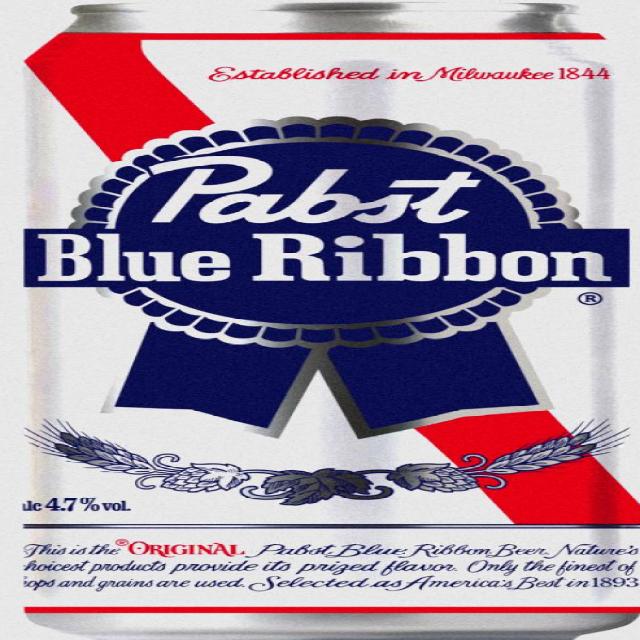 Established in Milwaukee 1844
Pabst
Blue Ribbon
®
alc 4.7% vol.
This is the ®ORIGINAL Pabst Blue Ribbon Beer. Nature's
choicest products provide its prized flavor. Only the finest of
hops and grains are used. Selected as America's Best in 1893